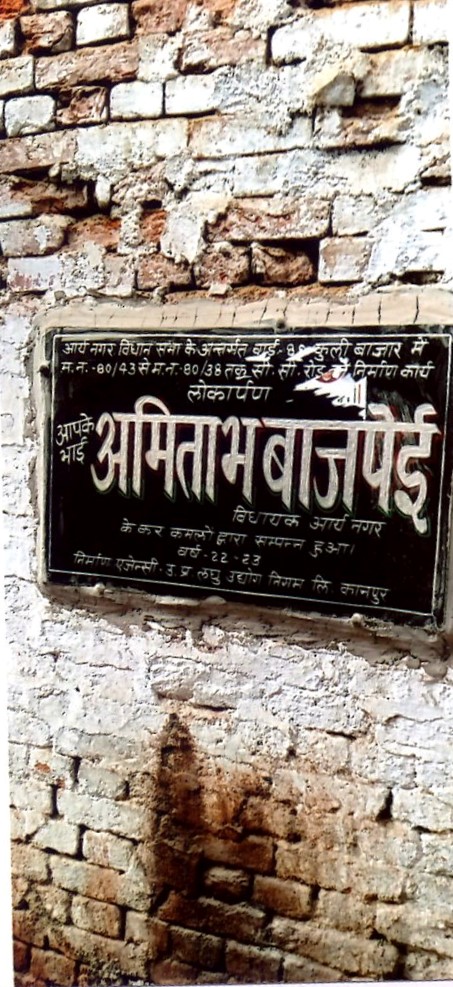 आर्य नगर विधान सभा के अन्तर्गत वार्ड- कुली बाजार में
म.न.-80/43 से म.न.-80/38 तक सी.सी. रोड का निर्माण कार्य
लोकार्पण
आपके
भाई
अमिताभ बाजपेई
विधायक आर्य नगर
के कर कमलो द्वारा सम्पन्न हुआ।
वर्ष-22-23
निर्माण एजेन्सी-उ.प्र. लघु उद्योग निगम लि. कानपुर